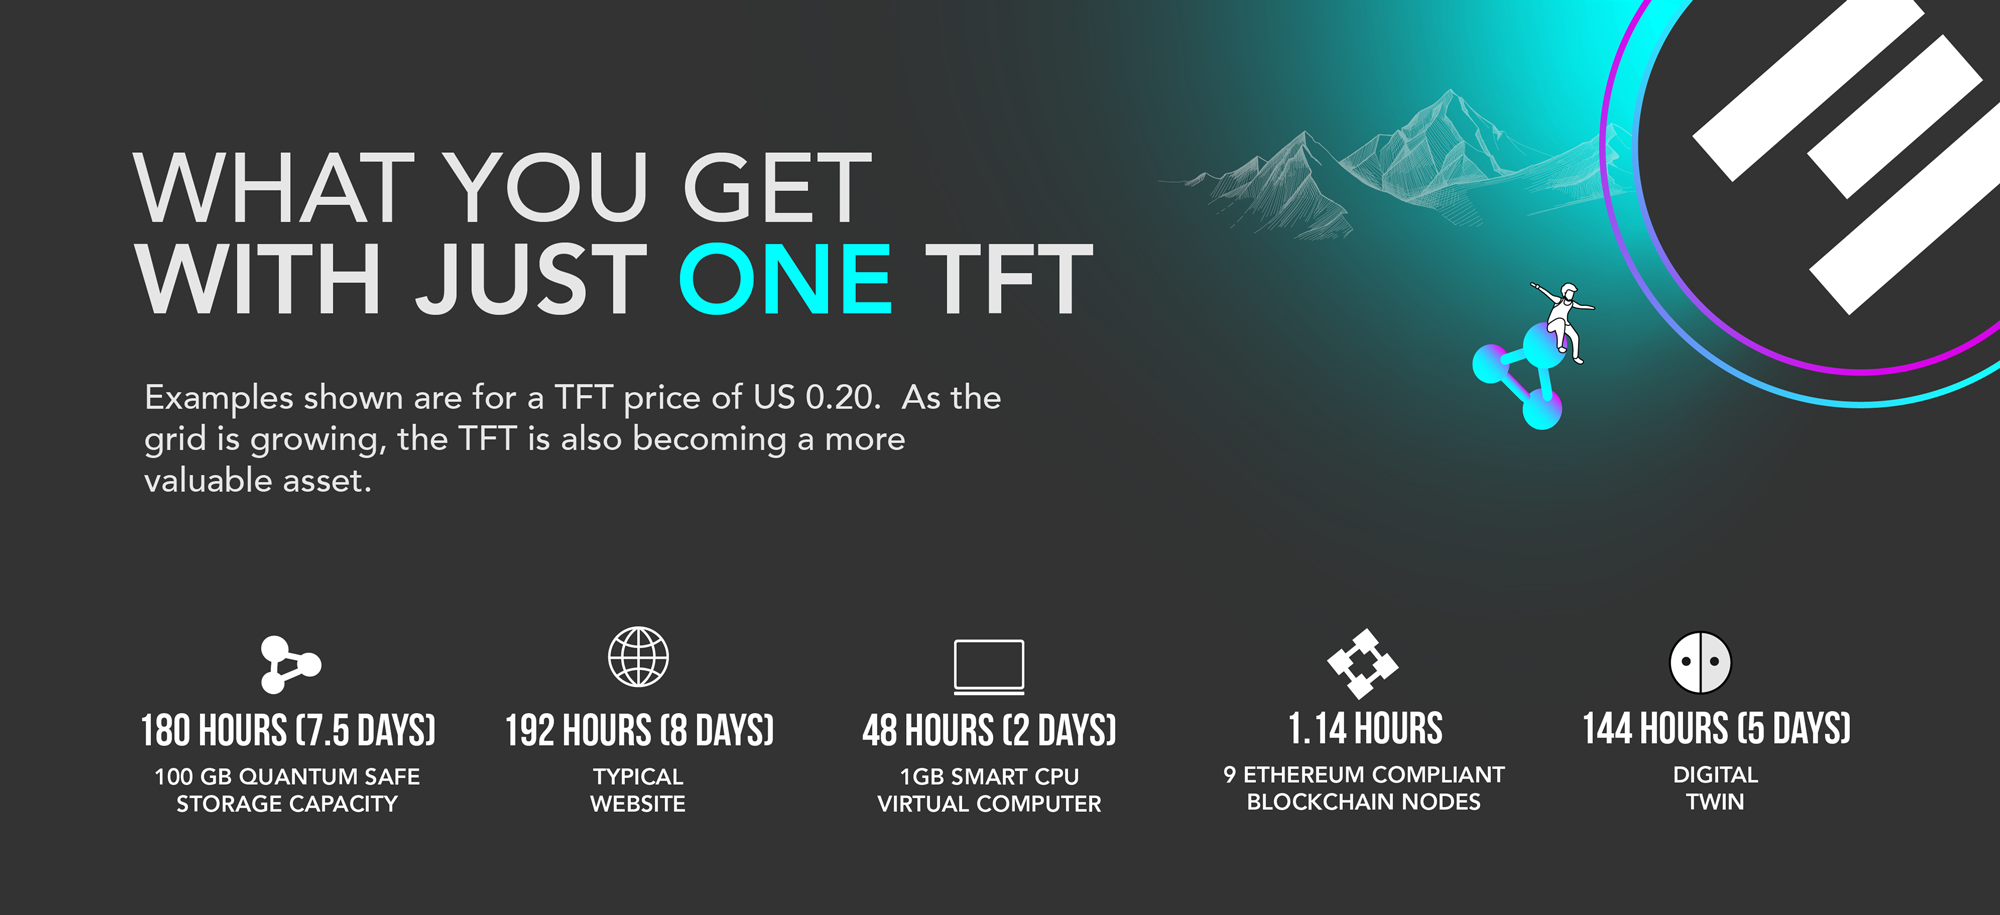 WHAT YOU GET
WITH JUST ONE TFT
Examples shown are for a TFT price of US 0.20.  As the
grid is growing, the TFT is also becoming a more
valuable asset.
180 HOURS (7.5 DAYS)
100 GB QUANTUM SAFE
STORAGE CAPACITY
192 HOURS (8 DAYS)
TYPICAL
WEBSITE
48 HOURS (2 DAYS)
1GB SMART CPU
VIRTUAL COMPUTER
1.14 HOURS
9 ETHEREUM COMPLIANT
BLOCKCHAIN NODES
144 HOURS (5 DAYS)
DIGITAL
TWIN